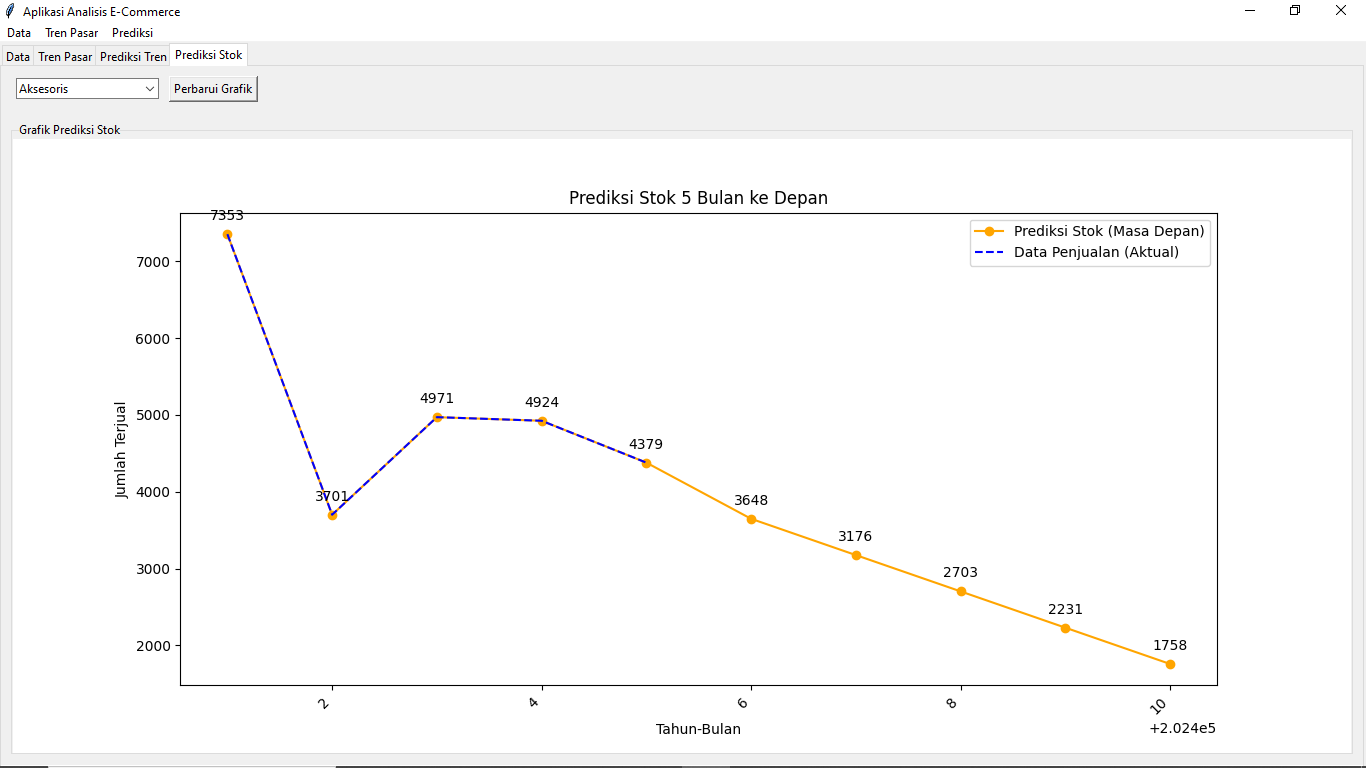 Aplikasi Analisis E-Commerce
Data Tren Pasar Prediksi
Data Tren Pasar Prediksi Tren Prediksi Stok
Aksesoris Perbarui Grafik
Grafik Prediksi Stok
Prediksi Stok 5 Bulan ke Depan
Prediksi Stok (Masa Depan)
Data Penjualan (Aktual)
7353
3701
4971
4924
4379
3648
3176
2703
2231
1758
Jumlah Terjual
7000
6000
5000
4000
3000
2000
2 4 6 8 10
Tahun-Bulan
+2.024e5